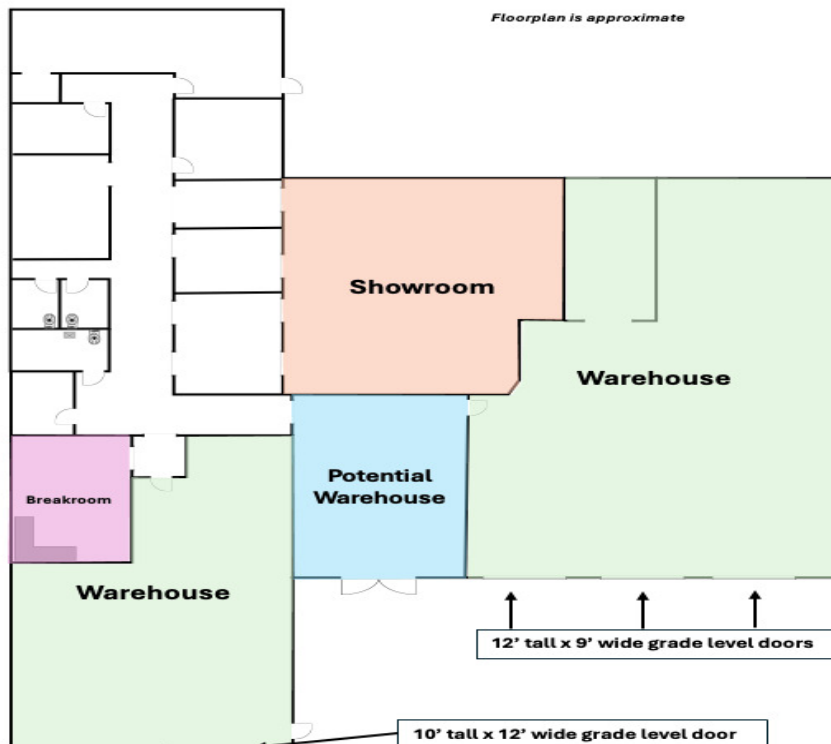 Floorplan is approximate
Showroom
Warehouse
Potential
Warehouse
Breakroom
Warehouse
12’ tall x 9’ wide grade level doors
10’ tall x 12’ wide grade level door